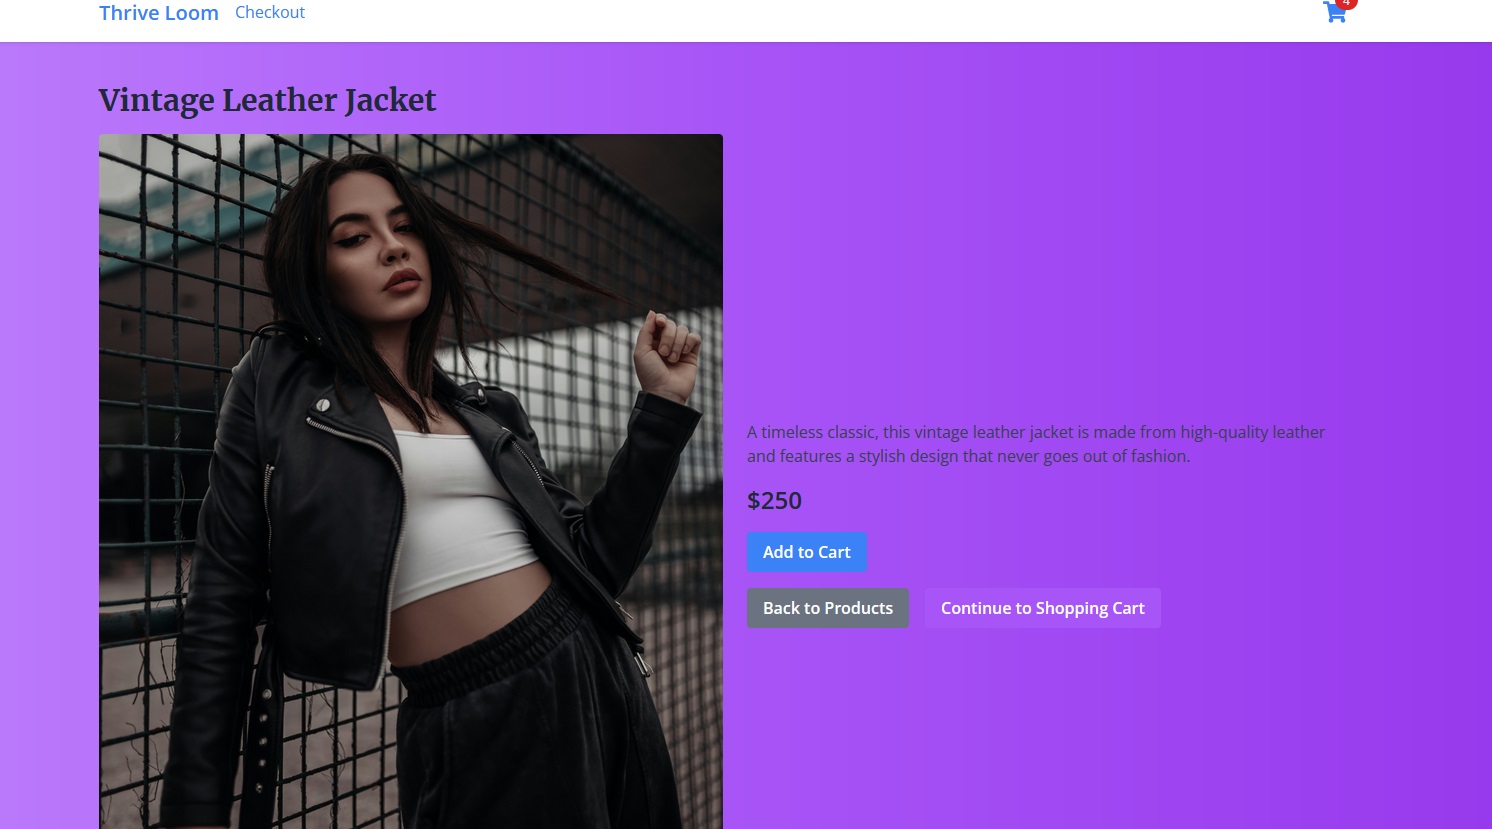 Thrive Loom
Checkout
4
Vintage Leather Jacket
A timeless classic, this vintage leather jacket is made from high-quality leather
and features a stylish design that never goes out of fashion.
$250
Add to Cart
Back to Products
Continue to Shopping Cart